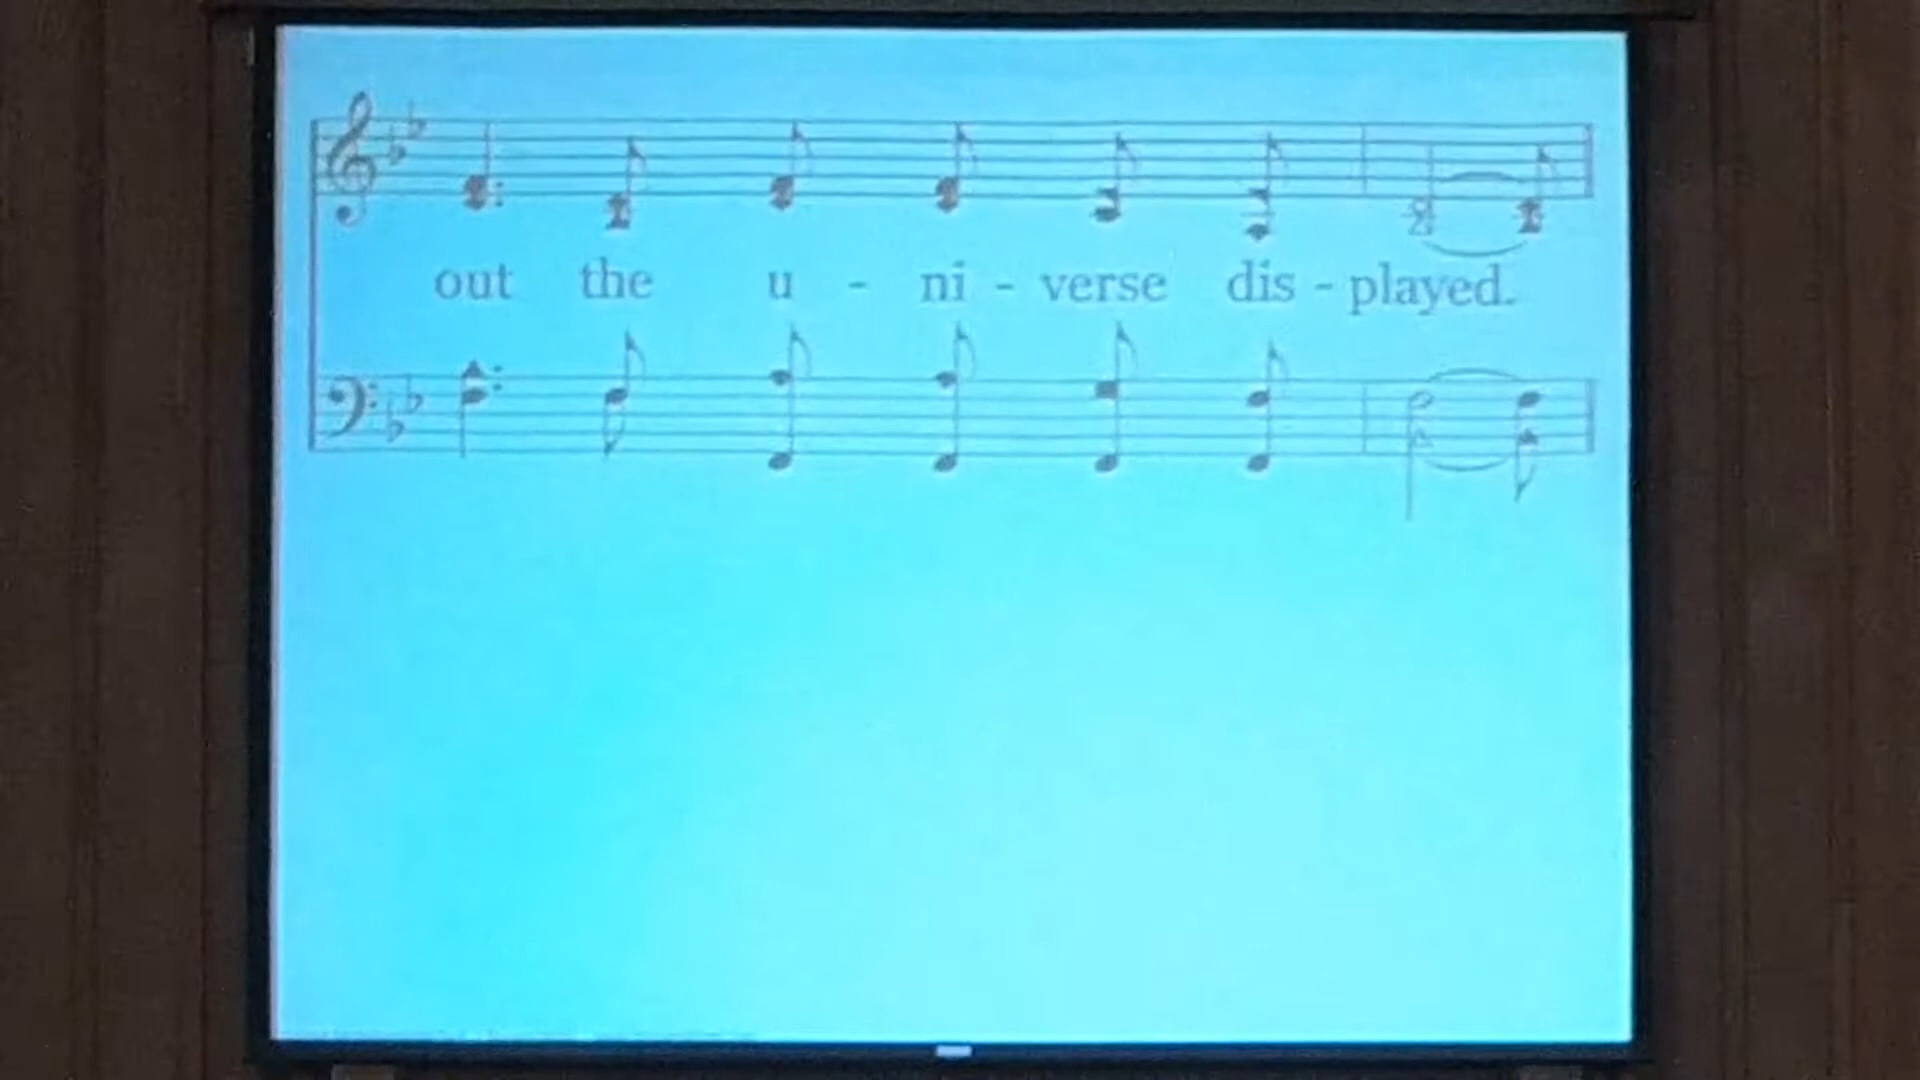 out the u - ni - verse dis - played.